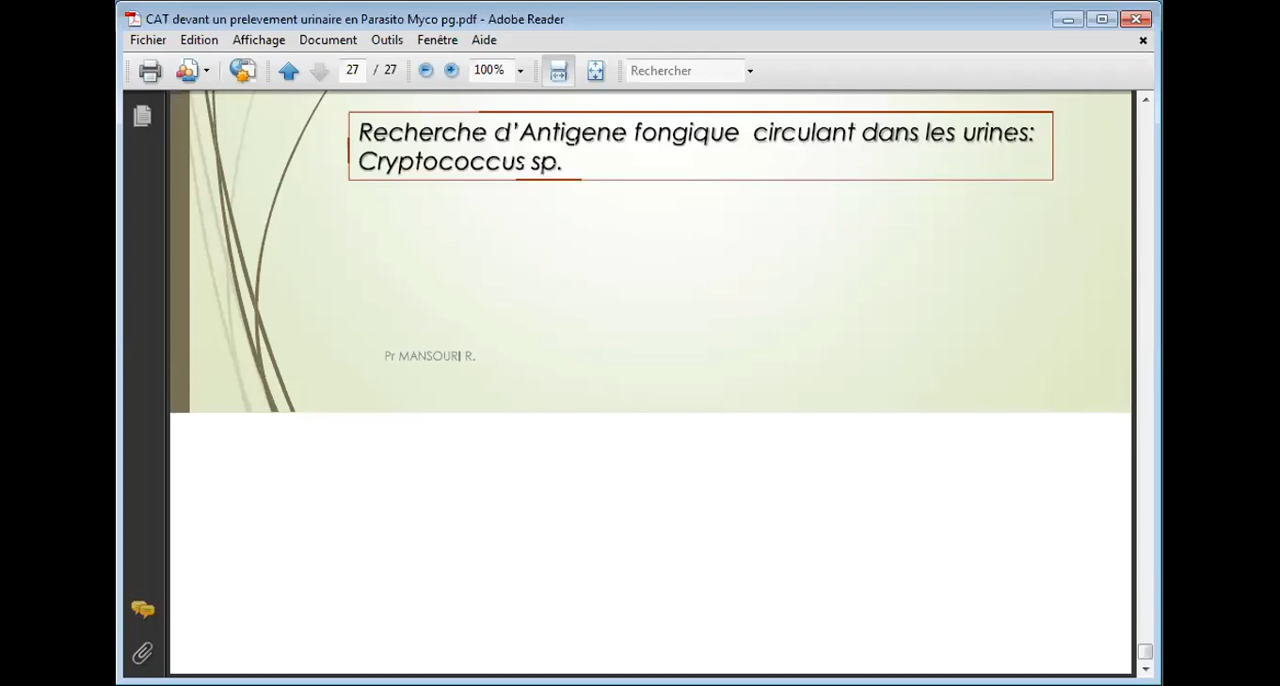 CAT devant un prelevement urinaire en Parasito Myco pg.pdf - Adobe Reader
Fichier Edition Affichage Document Outils Fenêtre Aide
27 / 27 100% Rechercher
Recherche d’Antigene fongique circulant dans les urines:
Cryptococcus sp.
Pr MANSOURI R.